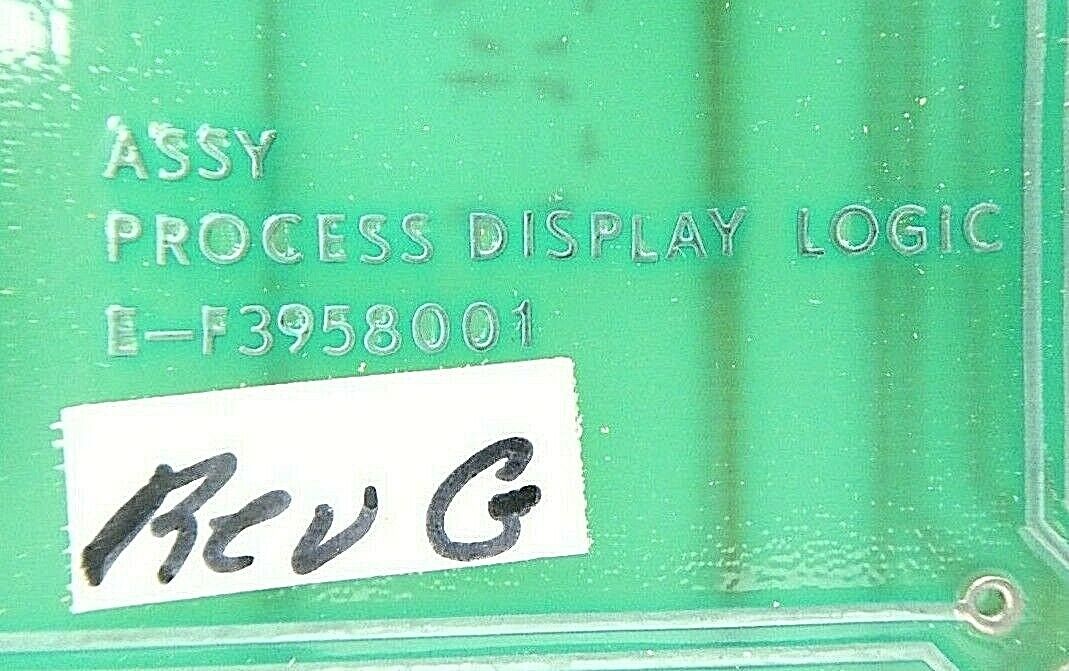 ASSY
PROCESS DISPLAY LOGIC
E-F3958001
Rev G